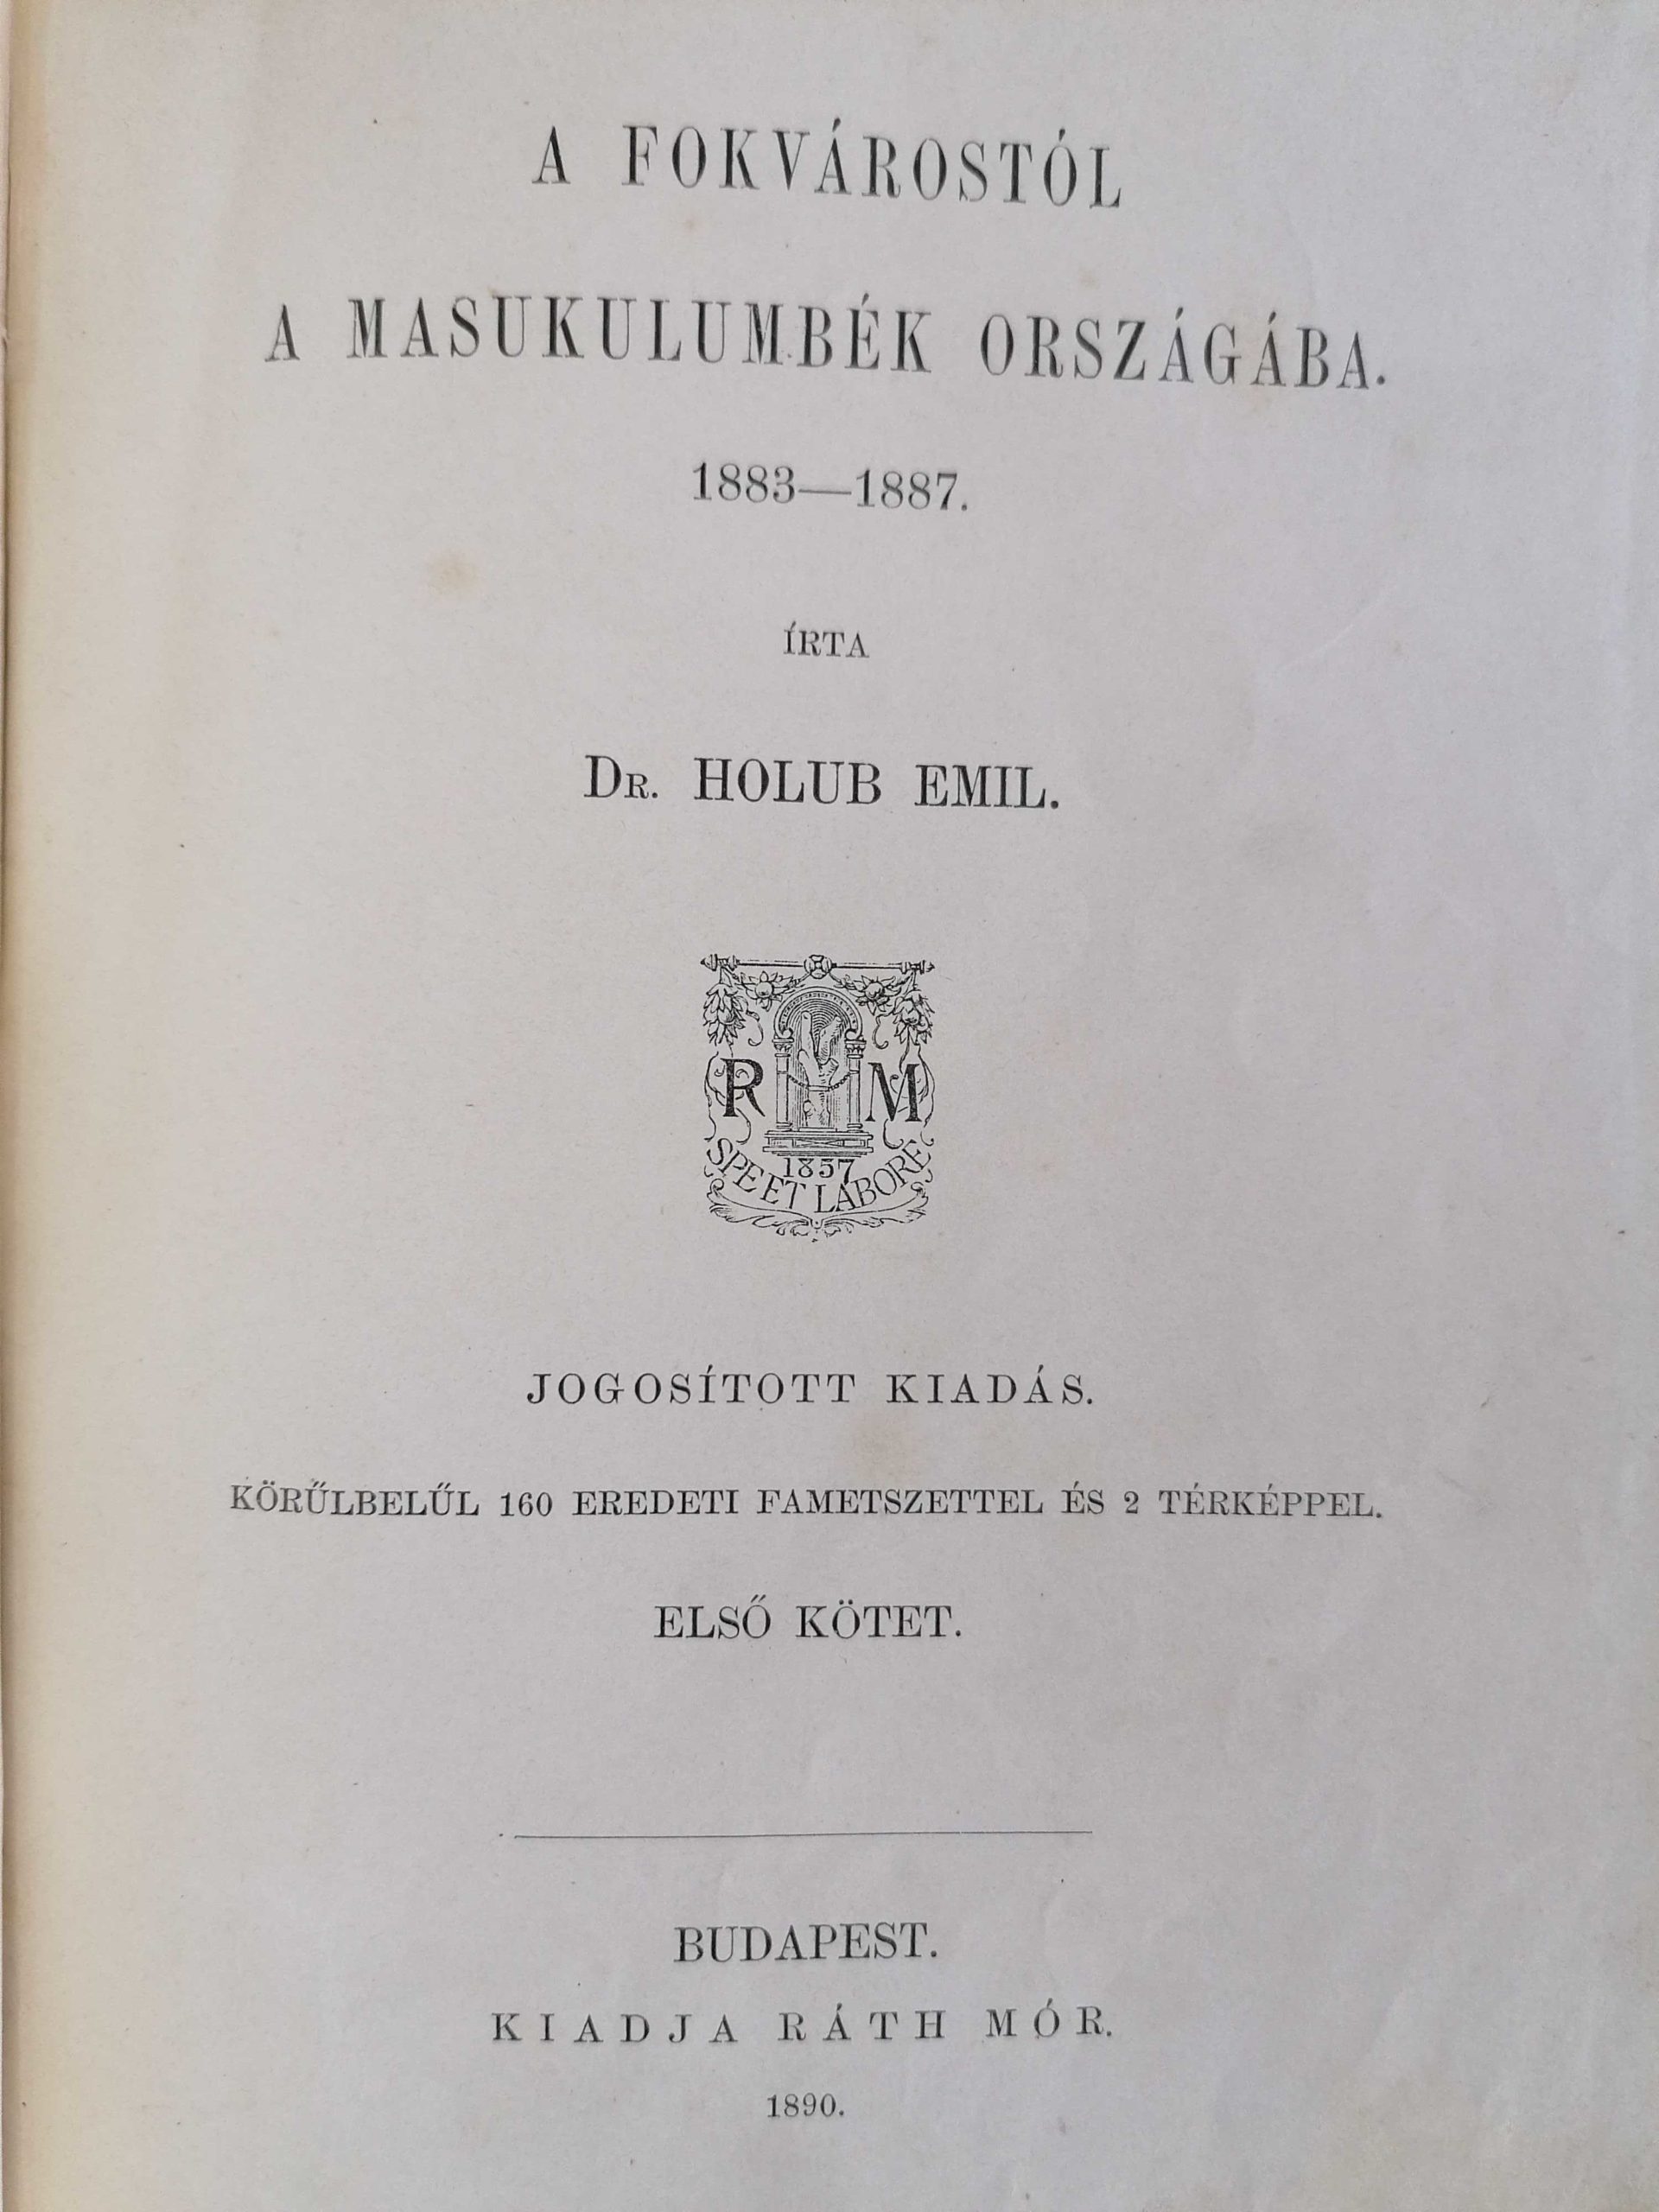 A FOKVÁROSTÓL
A MASUKULUMBÉK ORSZÁGÁBA.
1883—1887.
ÍRTA
DR. HOLUB EMIL.
R M
1857
SPE ET LABORE
JOGOSÍTOTT KIADÁS.
KÖRŰLBELŰL 160 EREDETI FAMETSZETTEL ÉS 2 TÉRKÉPPEL.
ELSŐ KÖTET.
BUDAPEST.
KIADJA RÁTH MÓR.
1890.